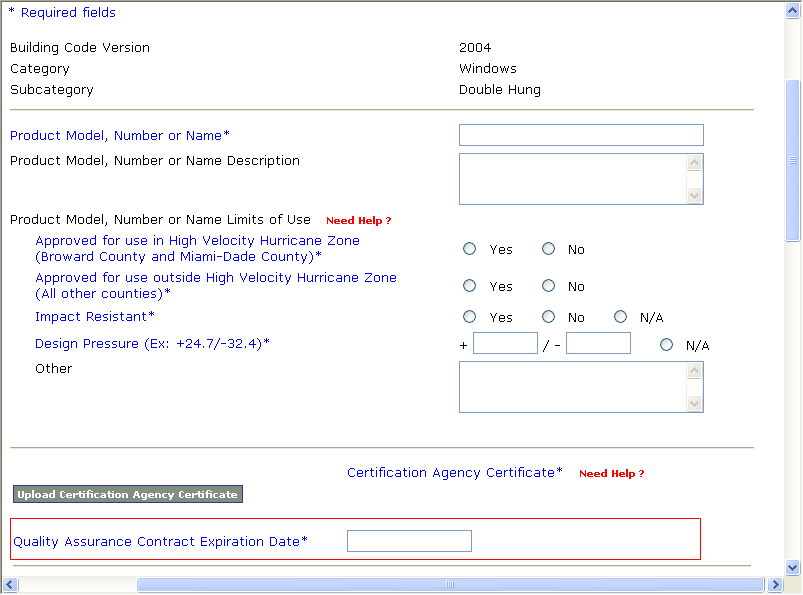 * Required fields
Building Code Version 2004
Category Windows
Subcategory Double Hung
Product Model, Number or Name*
Product Model, Number or Name Description
Product Model, Number or Name Limits of Use Need Help ?
Approved for use in High Velocity Hurricane Zone
(Broward County and Miami-Dade County)* Yes No
Approved for use outside High Velocity Hurricane Zone
(All other counties)* Yes No
Impact Resistant* Yes No N/A
Design Pressure (Ex: +24.7/-32.4)* + / - N/A
Other
Certification Agency Certificate* Need Help ?
Upload Certification Agency Certificate
Quality Assurance Contract Expiration Date*